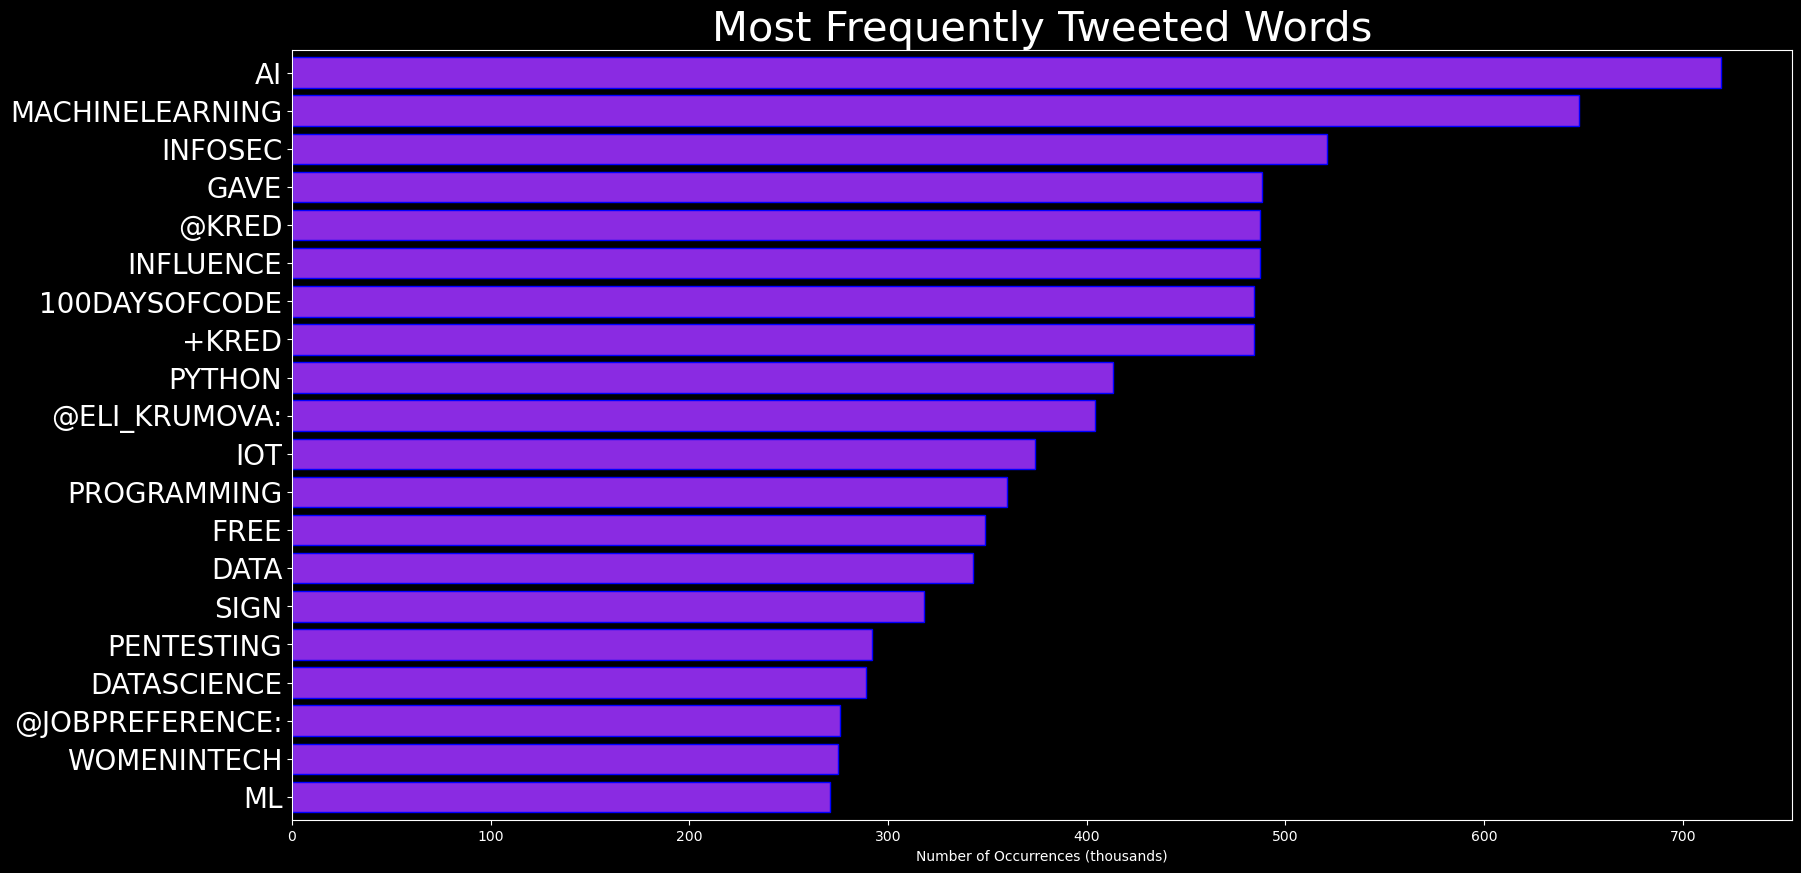 Most Frequently Tweeted Words
AI
MACHINELEARNING
INFOSEC
GAVE
@KRED
INFLUENCE
100DAYSOFCODE
+KRED
PYTHON
@ELI_KRUMOVA:
IOT
PROGRAMMING
FREE
DATA
SIGN
PENTESTING
DATASCIENCE
@JOBPREFERENCE:
WOMENINTECH
ML
0 100 200 300 400 500 600 700
Number of Occurrences (thousands)